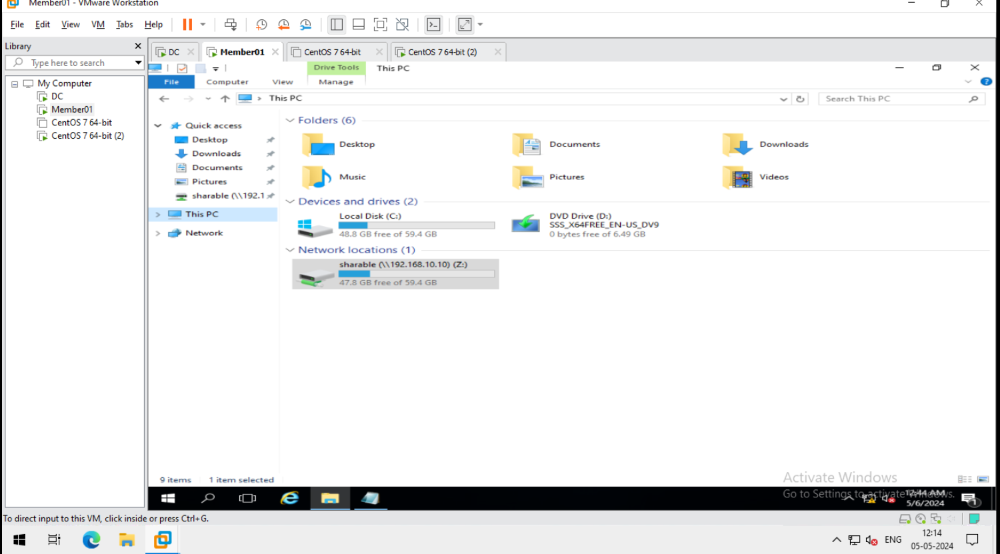 Member01 - VMware Workstation
File Edit View VM Tabs Help
Library
Type here to search
My Computer
DC
Member01
CentOS 7 64-bit
CentOS 7 64-bit (2)
DC
Member01
CentOS 7 64-bit
CentOS 7 64-bit (2)
Drive Tools
This PC
File
Computer
View
Manage
This PC
Search This PC
Quick access
Desktop
Downloads
Documents
Pictures
sharable (\\192.1
This PC
Network
Folders (6)
Desktop
Documents
Downloads
Music
Pictures
Videos
Devices and drives (2)
Local Disk (C:)
48.8 GB free of 59.4 GB
DVD Drive (D:)
SSS_X64FREE_EN-US_DV9
0 bytes free of 6.49 GB
Network locations (1)
sharable (\\192.168.10.10) (Z:)
47.8 GB free of 59.4 GB
9 items
1 item selected
Activate Windows
Go to Settings to activate Windows.
12:44 AM
5/6/2024
1
To direct input to this VM, click inside or press Ctrl+G.
ENG
12:14
05-05-2024